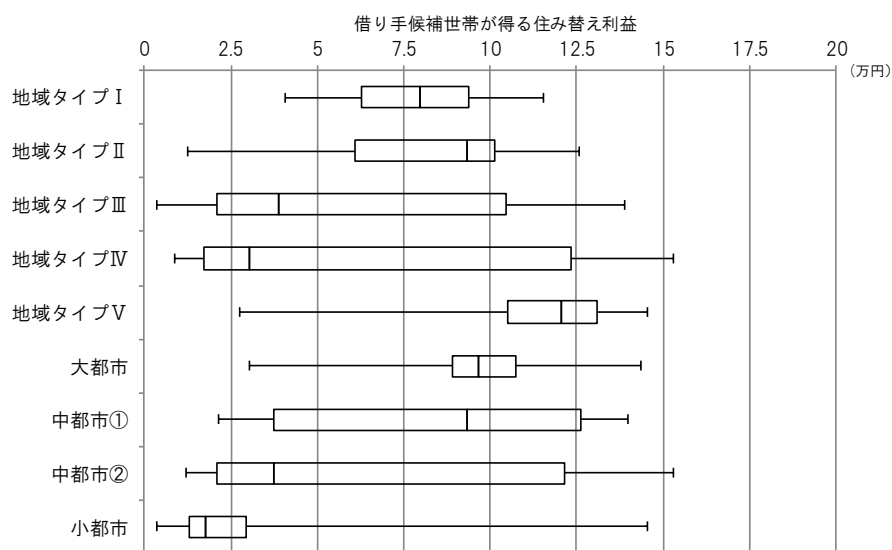 借り手候補世帯が得る住み替え利益
0 2.5 5 7.5 10 12.5 15 17.5 20
(万円)
地域タイプⅠ
地域タイプⅡ
地域タイプⅢ
地域タイプⅣ
地域タイプⅤ
大都市
中都市①
中都市②
小都市